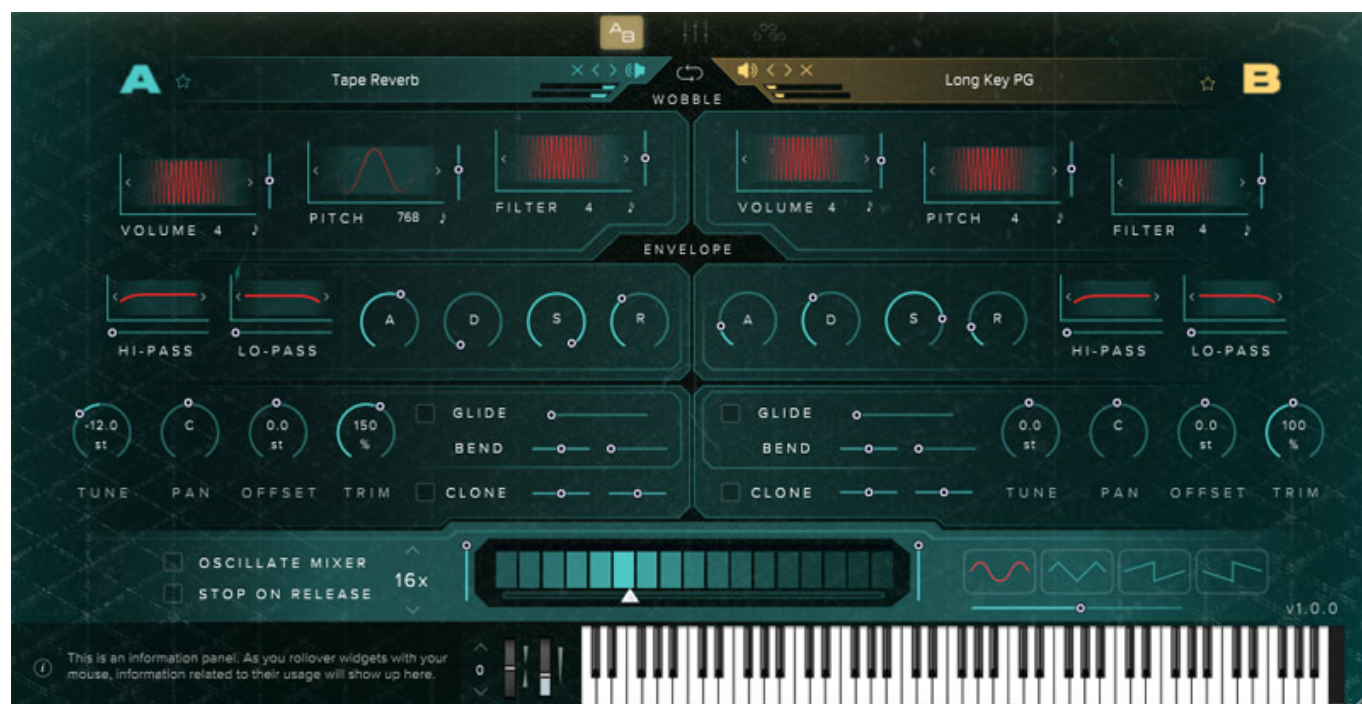 A B
A Tape Reverb Long Key PG B
WOBBLE
VOLUME 4
PITCH 768
FILTER 4
VOLUME 4
PITCH 4
FILTER 4
ENVELOPE
A D S R A D S R
HI-PASS LO-PASS HI-PASS LO-PASS
-12.0 st C 0.0 st 150 %
TUNE PAN OFFSET TRIM
GLIDE
BEND
CLONE
GLIDE
BEND
CLONE
0.0 st C 0.0 st 100 %
TUNE PAN OFFSET TRIM
OSCILLATE MIXER
STOP ON RELEASE
16x
v1.0.0
This is an information panel. As you rollover widgets with your
mouse, information related to their usage will show up here.
0